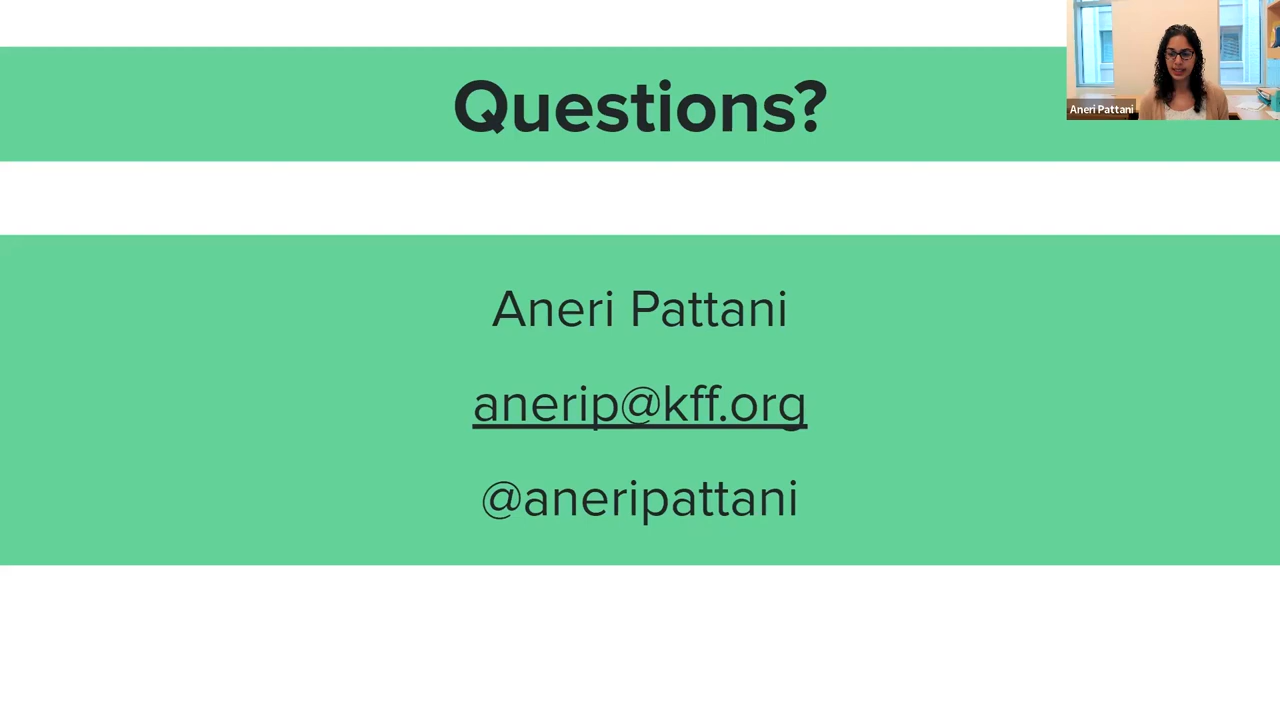 Questions?
Aneri Pattani
Aneri Pattani
anerip@kff.org
@aneripattani